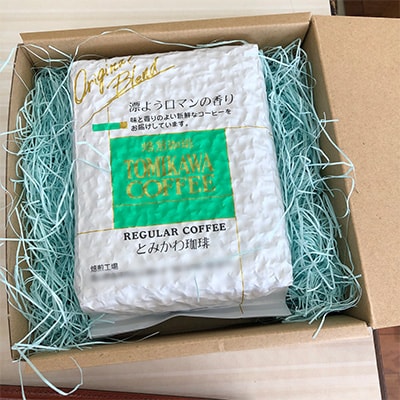 Original
Blend
漂ようロマンの香り
味と香りのよい新鮮なコーヒーを
お届けしています。
TOMIKAWA
COFFEE
REGULAR COFFEE
とみかわ珈琲
焙煎工場